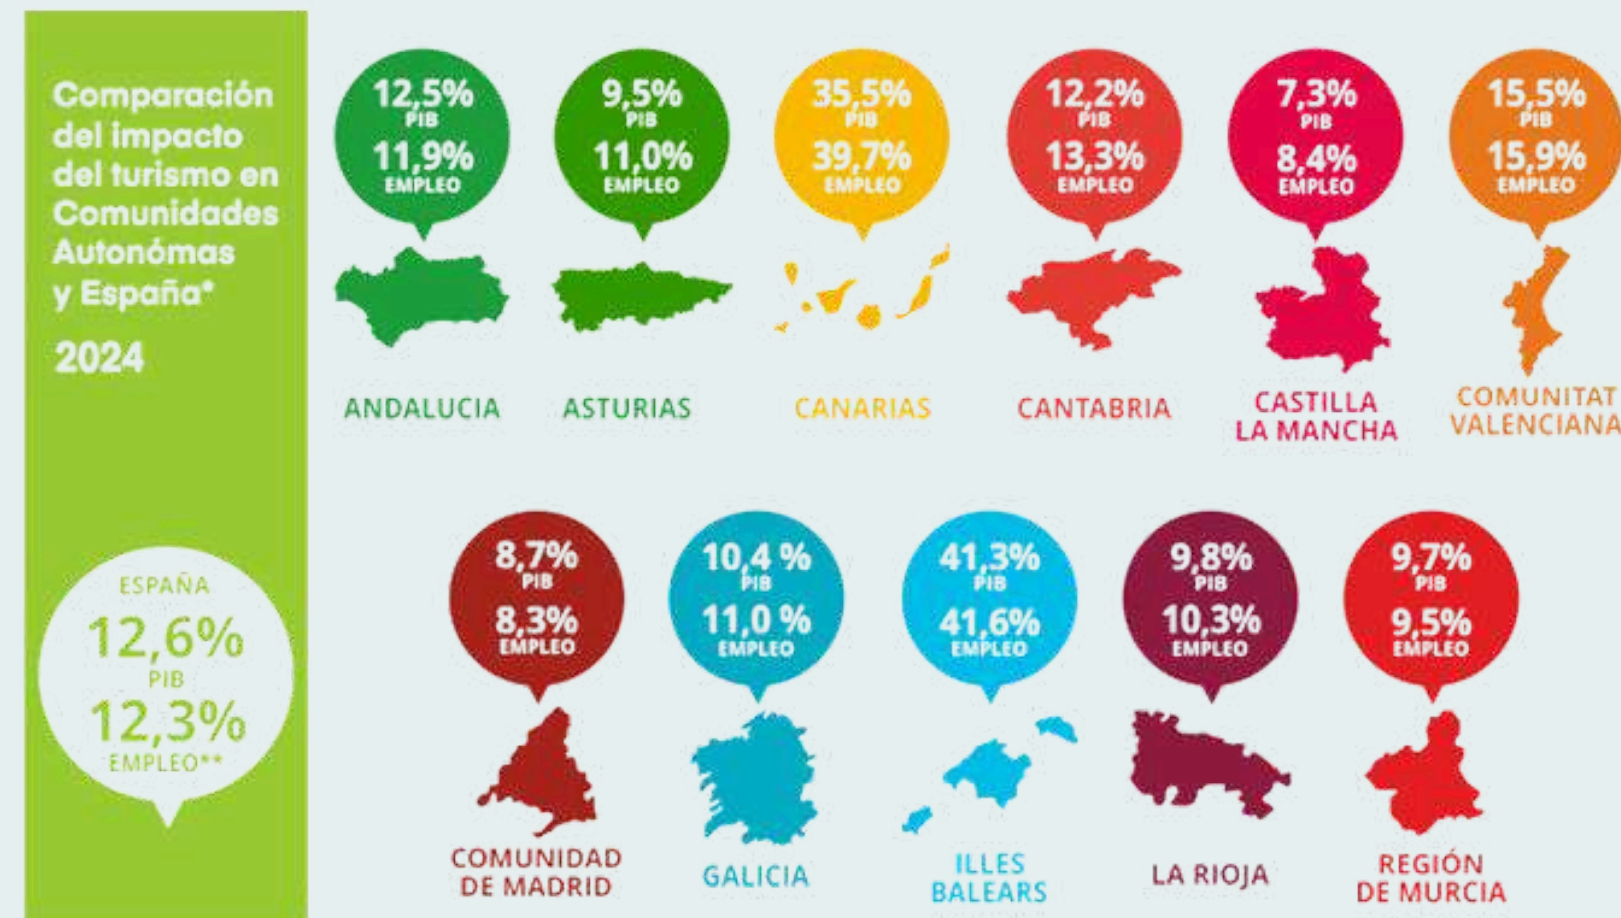 Comparación
del impacto
del turismo en
Comunidades
Autonómas
y España*
2024
ESPAÑA
12,6%
PIB
12,3%
EMPLEO**
12,5%
PIB
11,9%
EMPLEO
ANDALUCIA
9,5%
PIB
11,0%
EMPLEO
ASTURIAS
35,5%
PIB
39,7%
EMPLEO
CANARIAS
12,2%
PIB
13,3%
EMPLEO
CANTABRIA
7,3%
PIB
8,4%
EMPLEO
CASTILLA
LA MANCHA
15,5%
PIB
15,9%
EMPLEO
COMUNITAT
VALENCIANA
8,7%
PIB
8,3%
EMPLEO
COMUNIDAD
DE MADRID
10,4 %
PIB
11,0 %
EMPLEO
GALICIA
41,3%
PIB
41,6%
EMPLEO
ILLES
BALEARS
9,8%
PIB
10,3%
EMPLEO
LA RIOJA
9,7%
PIB
9,5%
EMPLEO
REGIÓN
DE MURCIA